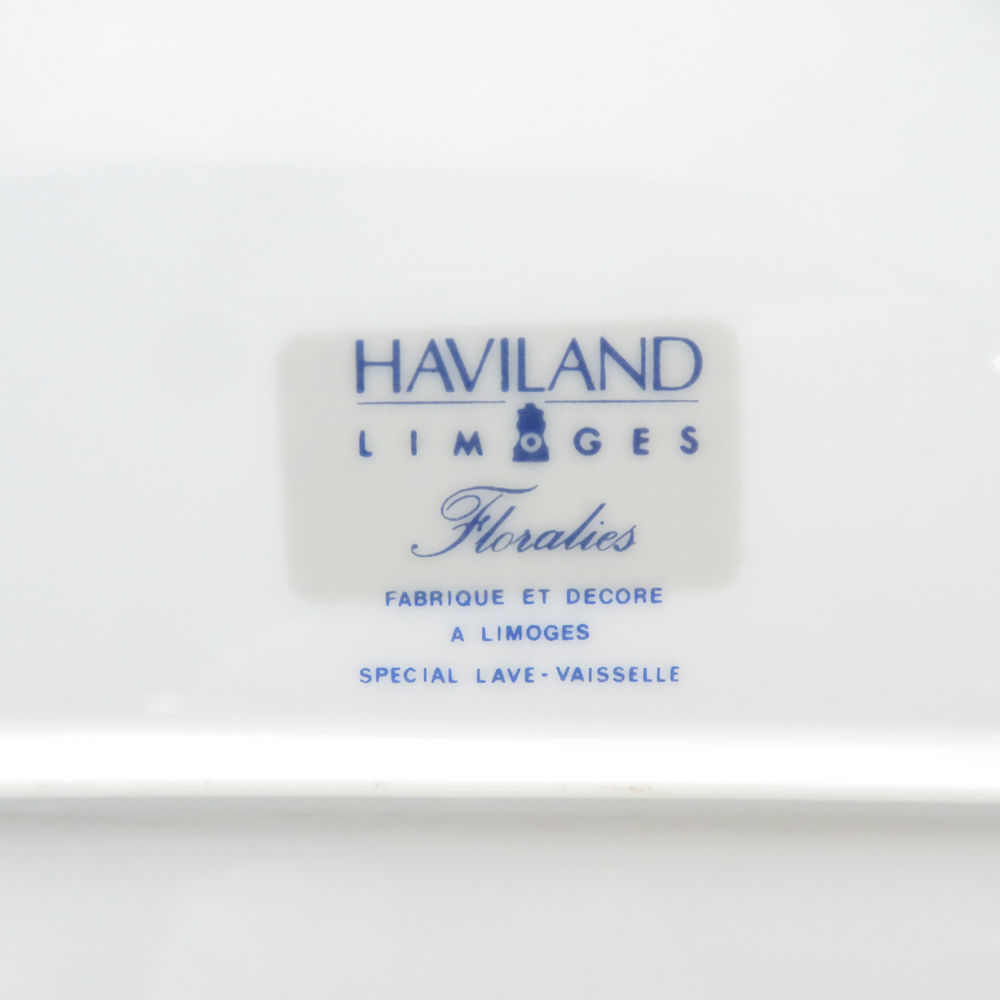 HAVILAND
LIMOGES
Floralies
FABRIQUE ET DECORE
A LIMOGES
SPECIAL LAVE-VAISSELLE